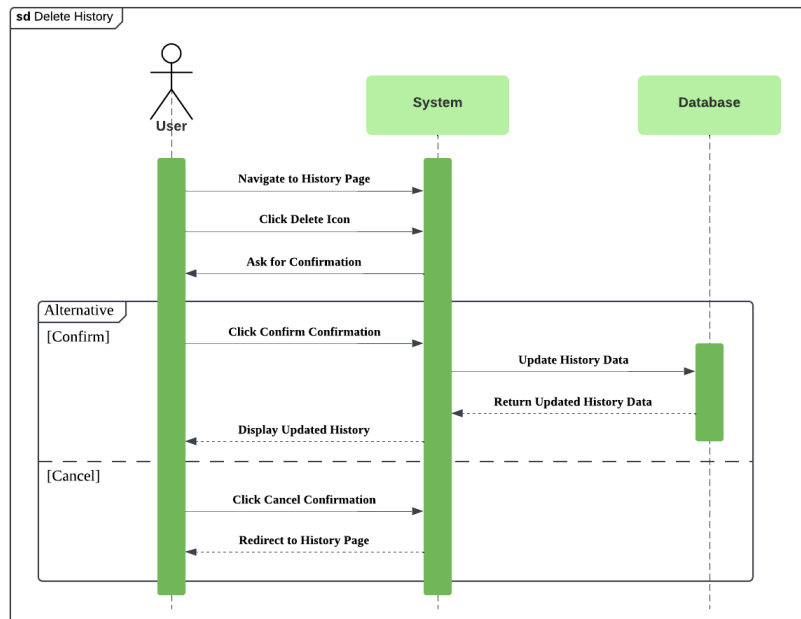 sd Delete History
User
System
Database
Navigate to History Page
Click Delete Icon
Ask for Confirmation
Alternative
[Confirm]
Click Confirm Confirmation
Update History Data
Return Updated History Data
Display Updated History
[Cancel]
Click Cancel Confirmation
Redirect to History Page